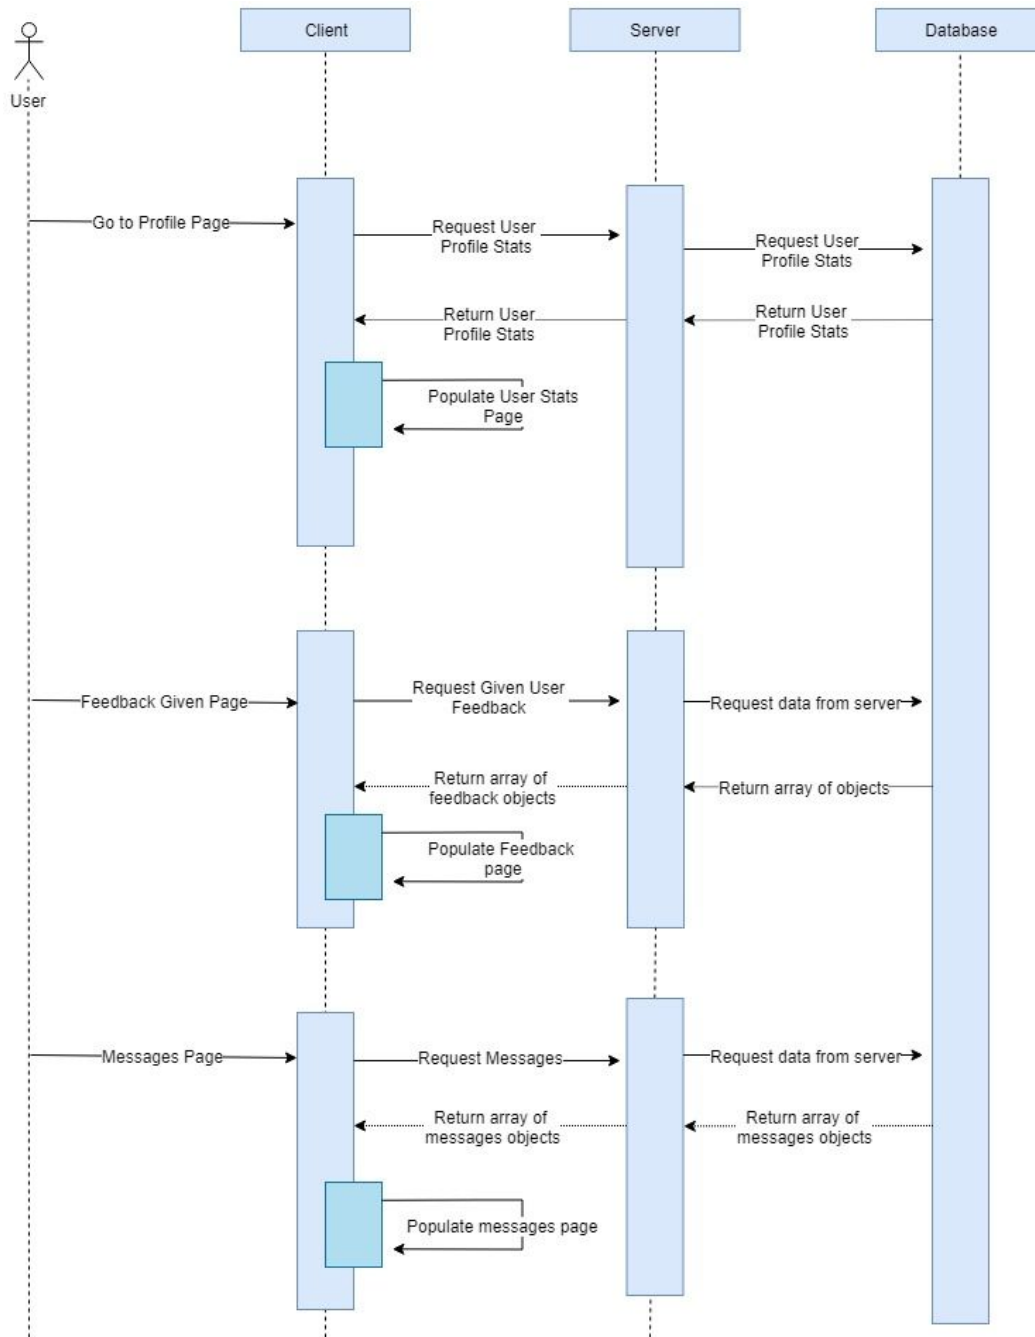 Client
Server
Database
User
Go to Profile Page
Request User
Profile Stats
Request User
Profile Stats
Return User
Profile Stats
Return User
Profile Stats
Populate User Stats
Page
Feedback Given Page
Request Given User
Feedback
Request data from server
Return array of
feedback objects
Return array of objects
Populate Feedback
page
Messages Page
Request Messages
Request data from server
Return array of
messages objects
Return array of
messages objects
Populate messages page